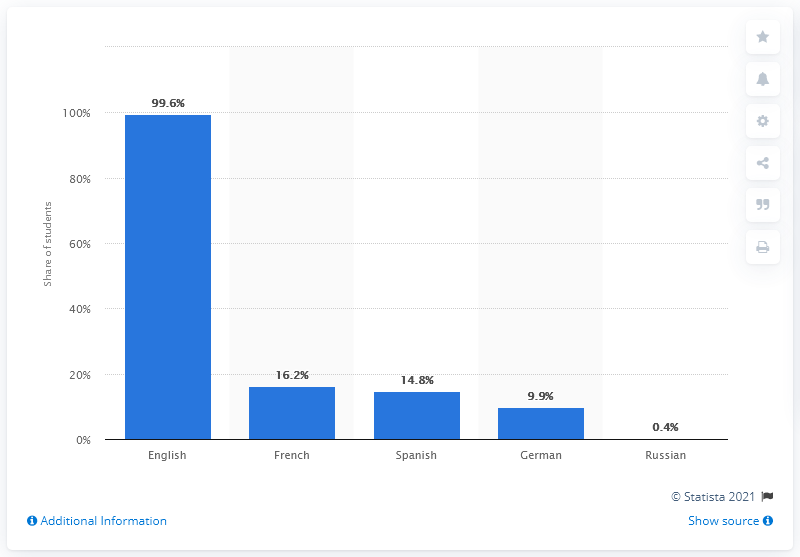 99.6%
100%
80%
60%
40%
20%
0%
Share of students
16.2%
14.8%
9.9%
0.4%
English
French
Spanish
German
Russian
© Statista 2021
Additional Information
Show source